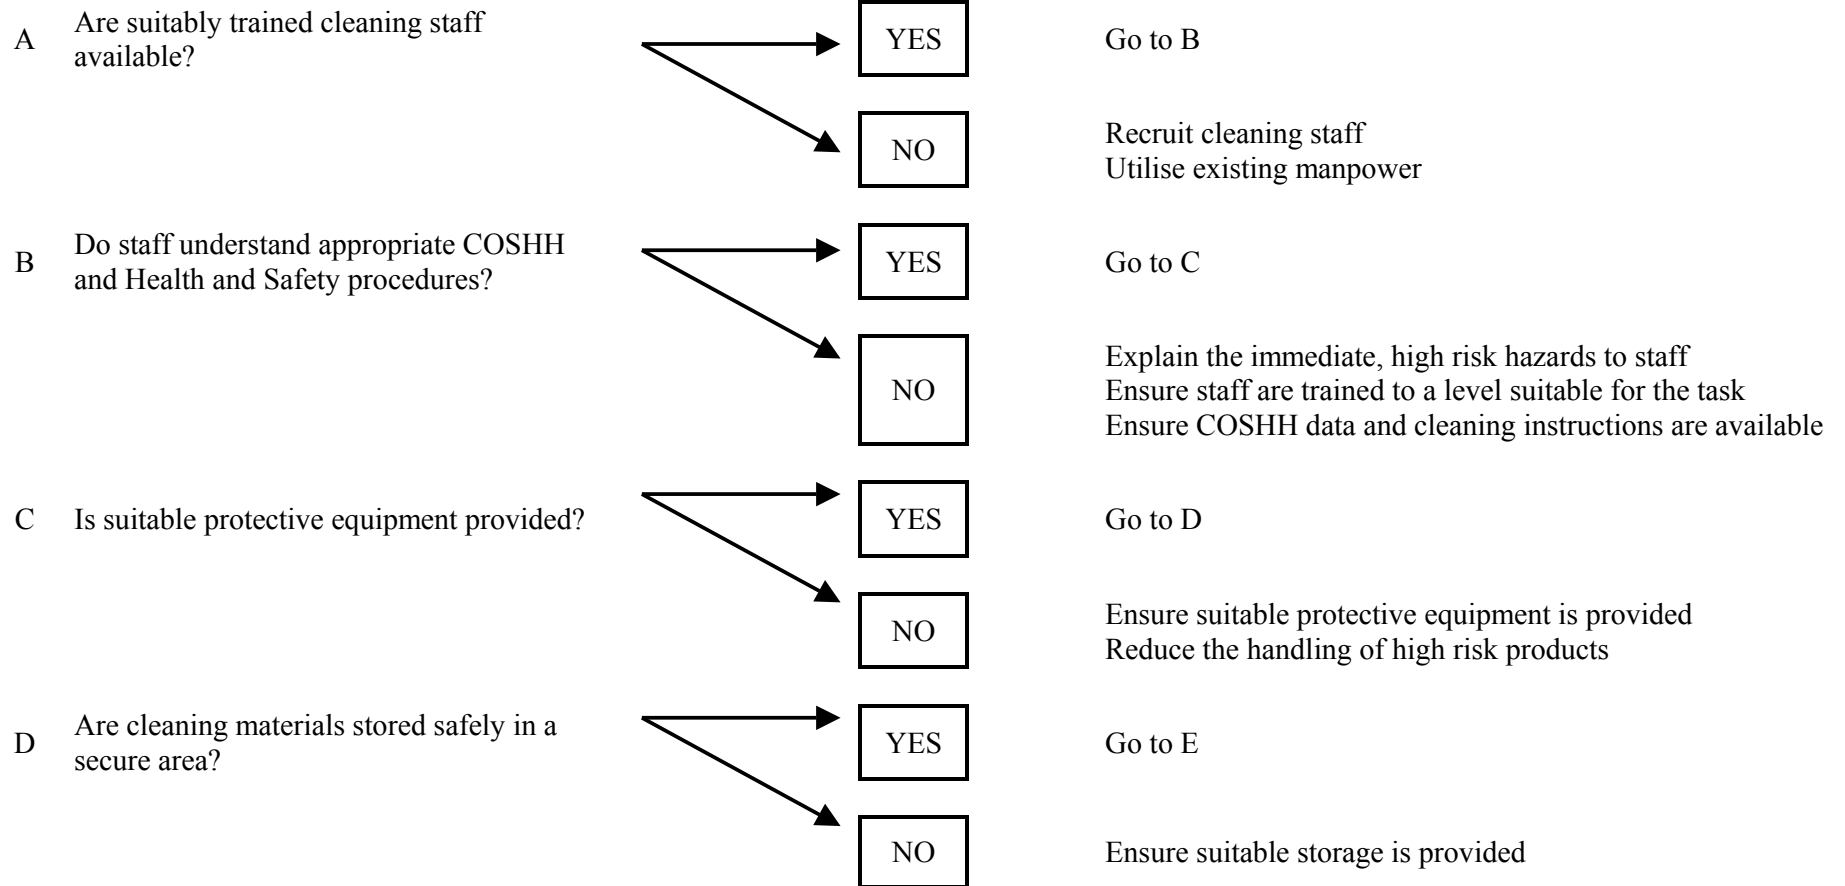 A
Are suitably trained cleaning staff
available?
YES
Go to B
NO
Recruit cleaning staff
Utilise existing manpower
B
Do staff understand appropriate COSHH
and Health and Safety procedures?
YES
Go to C
NO
Explain the immediate, high risk hazards to staff
Ensure staff are trained to a level suitable for the task
Ensure COSHH data and cleaning instructions are available
C
Is suitable protective equipment provided?
YES
Go to D
NO
Ensure suitable protective equipment is provided
Reduce the handling of high risk products
D
Are cleaning materials stored safely in a
secure area?
YES
Go to E
NO
Ensure suitable storage is provided